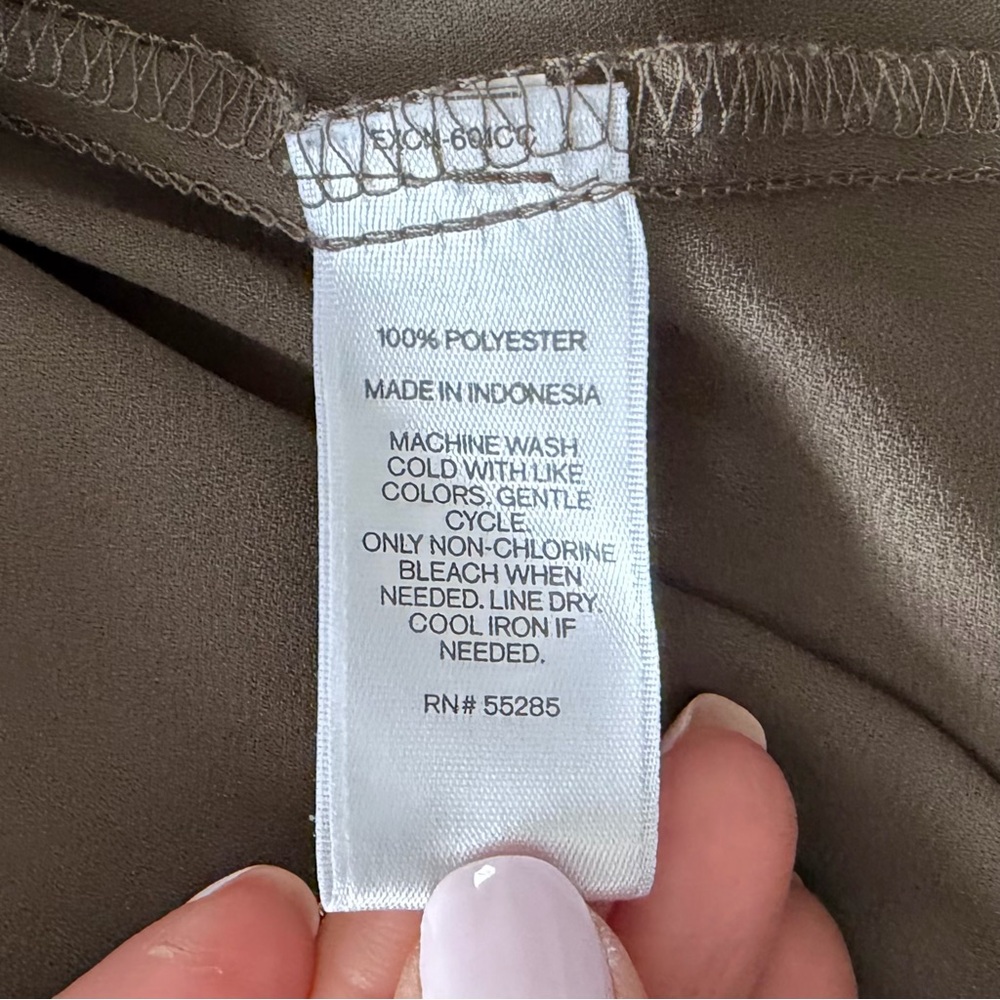 100% POLYESTER
MADE IN INDONESIA
MACHINE WASH
COLD WITH LIKE
COLORS. GENTLE
CYCLE.
ONLY NON-CHLORINE
BLEACH WHEN
NEEDED. LINE DRY.
COOL IRON IF
NEEDED.
RN# 55285